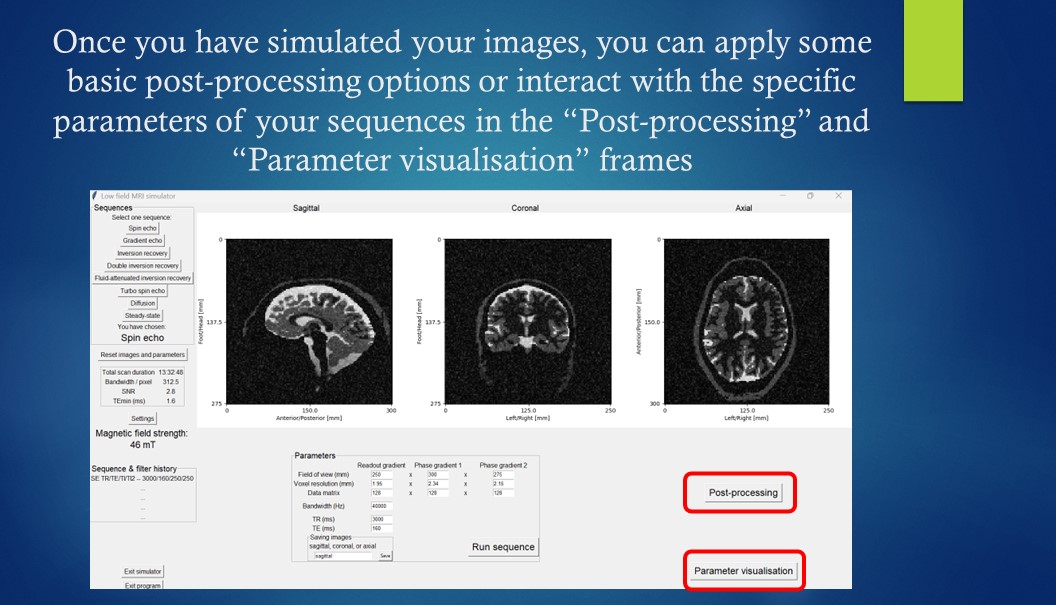 Once you have simulated your images, you can apply some
basic post-processing options or interact with the specific
parameters of your sequences in the “Post-processing” and
“Parameter visualisation” frames
Low field MRI simulator
Sequences
Select one sequence:
Spin echo
Gradient echo
Inversion recovery
Double inversion recovery
Fluid-attenuated inversion recovery
Turbo spin echo
Diffusion
Steady-state
You have chosen:
Spin echo
Reset images and parameters
Total scan duration 13:32:48
Bandwidth / pixel 312.5
SNR 2.8
TEmin (ms) 1.6
Settings
Magnetic field strength:
46 mT
Sequence & filter history
SE TR/TE/TI/TI2 – 3000/160/250/250
...
...
...
...
Exit simulator
Exit program
Sagittal
0
137.5
275
Foot/Head [mm]
0 150.0 300
Anterior/Posterior [mm]
Coronal
0
137.5
275
Foot/Head [mm]
0 125.0 250
Left/Right [mm]
Axial
0
150.0
300
Anterior/Posterior [mm]
0 125.0 250
Left/Right [mm]
Parameters
Readout gradient Phase gradient 1 Phase gradient 2
Field of view (mm) 250 x 300 x 275
Voxel resolution (mm) 1.95 x 2.34 x 2.15
Data matrix 128 x 128 x 128
Bandwidth (Hz) 40000
TR (ms) 3000
TE (ms) 160
Saving images
sagittal, coronal, or axial
sagittal Save
Run sequence
Post-processing
Parameter visualisation